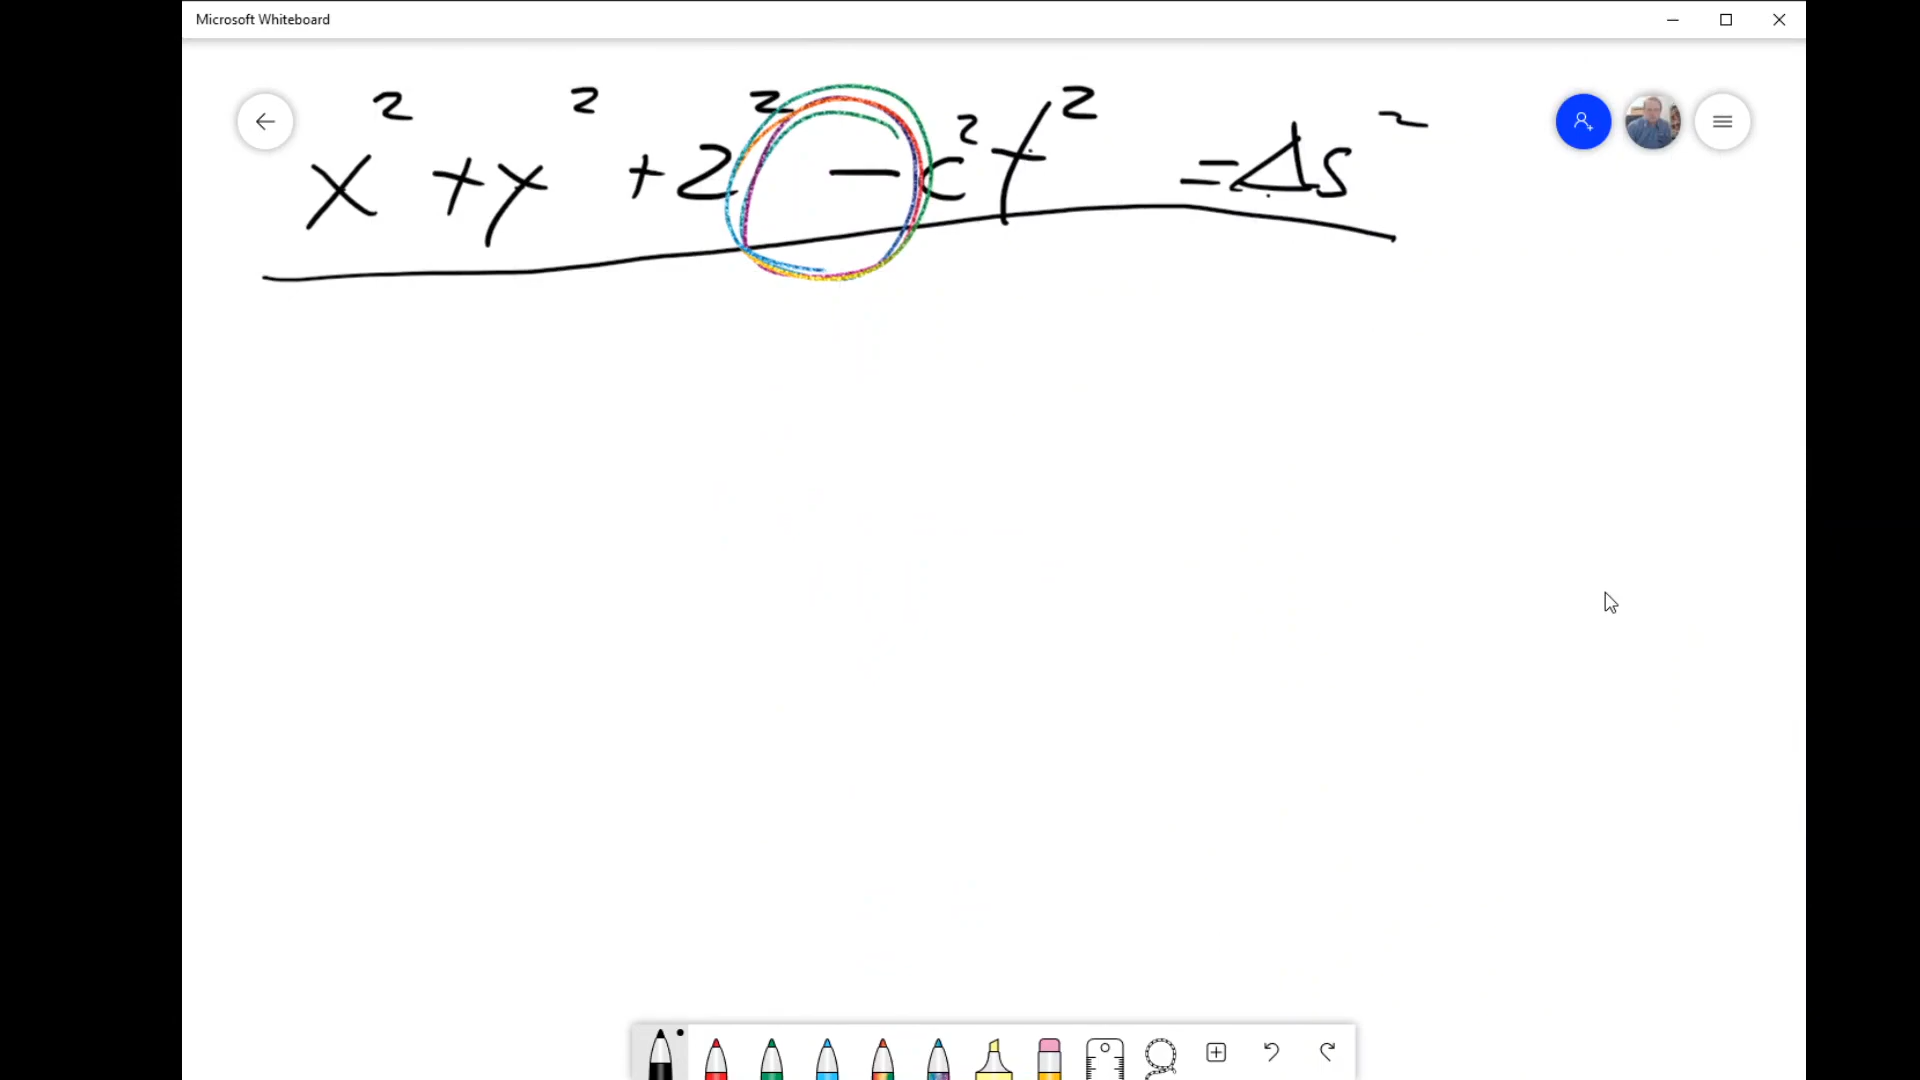 Microsoft Whiteboard
x² + y² + z² - c²t² = Δs²